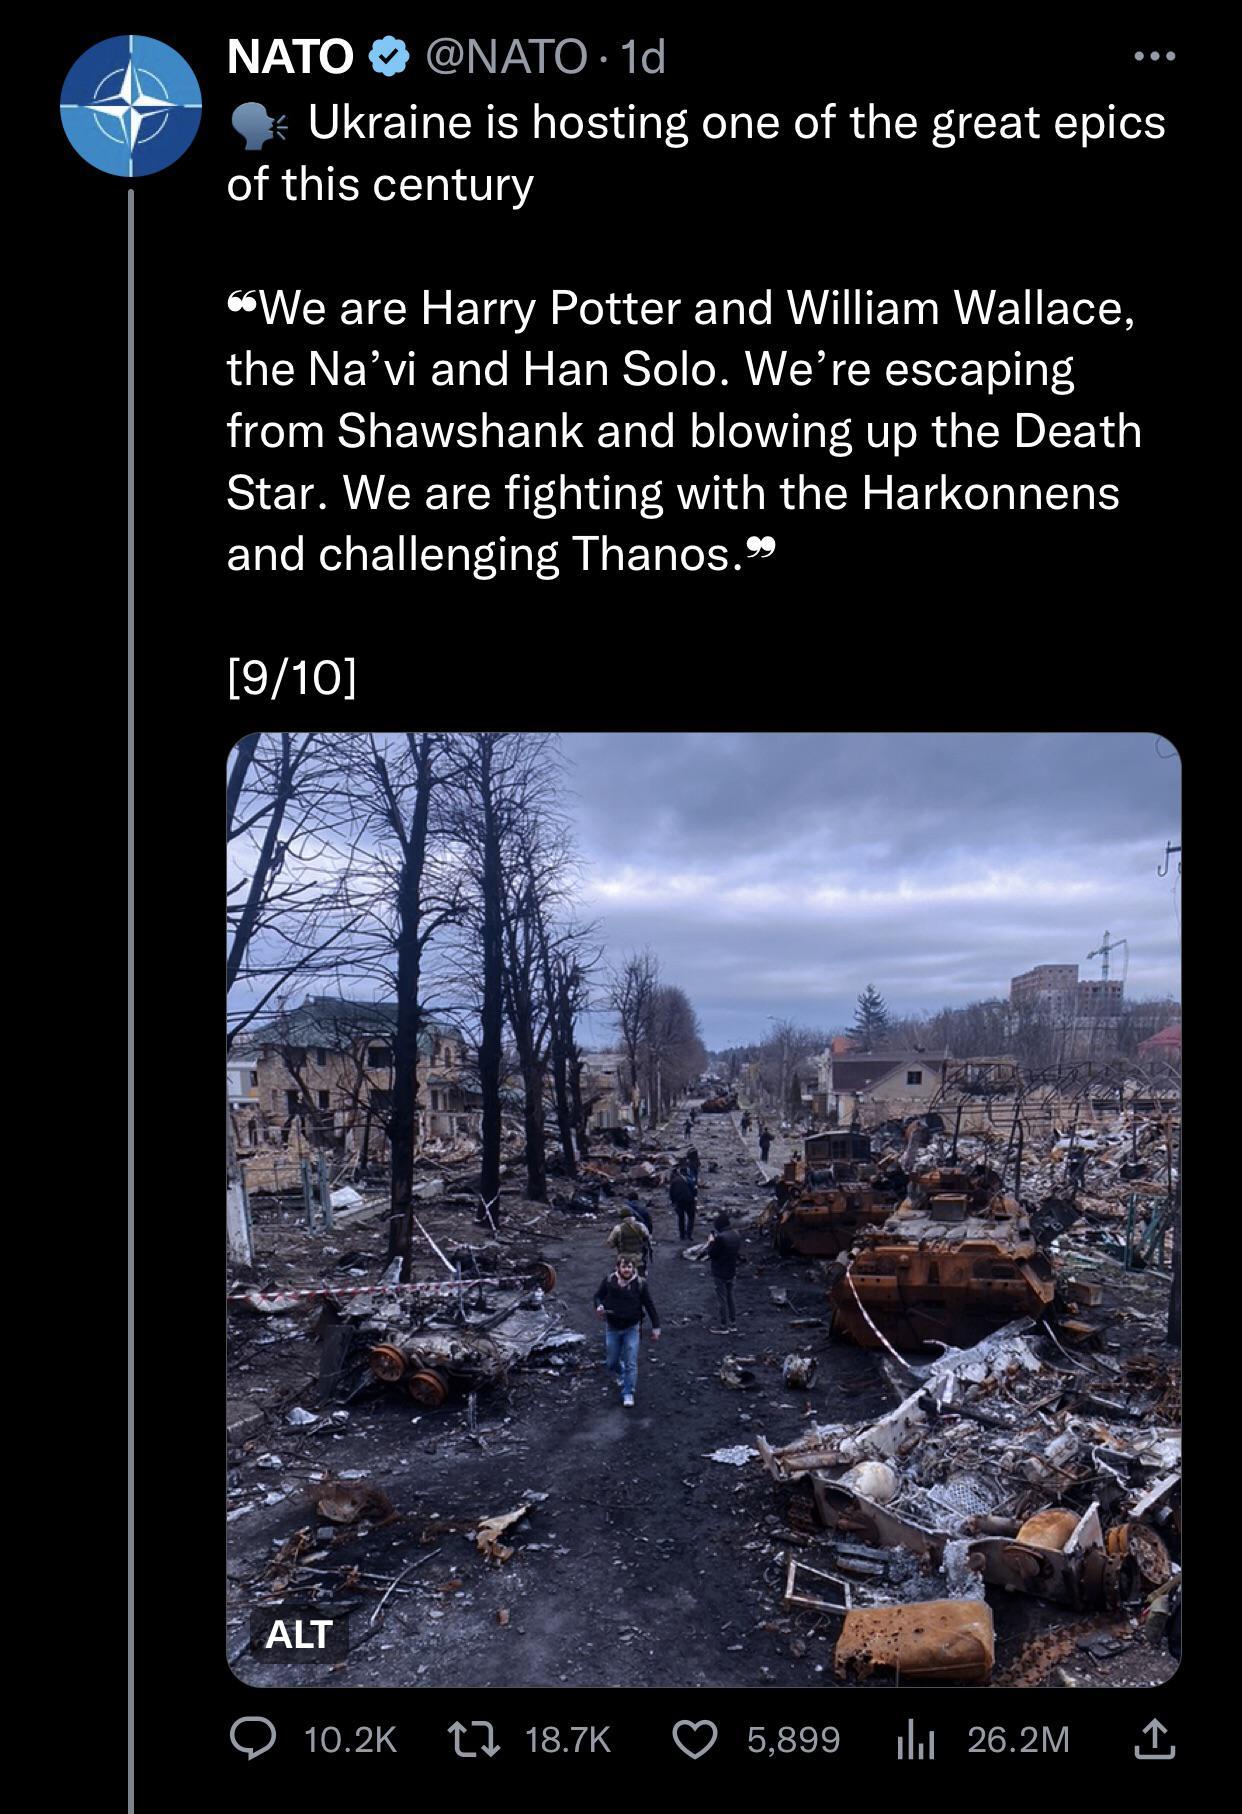 NATO @NATO · 1d
🗣 Ukraine is hosting one of the great epics
of this century
❝We are Harry Potter and William Wallace,
the Na’vi and Han Solo. We’re escaping
from Shawshank and blowing up the Death
Star. We are fighting with the Harkonnens
and challenging Thanos.❞
[9/10]
ALT
10.2K 18.7K 5,899 26.2M